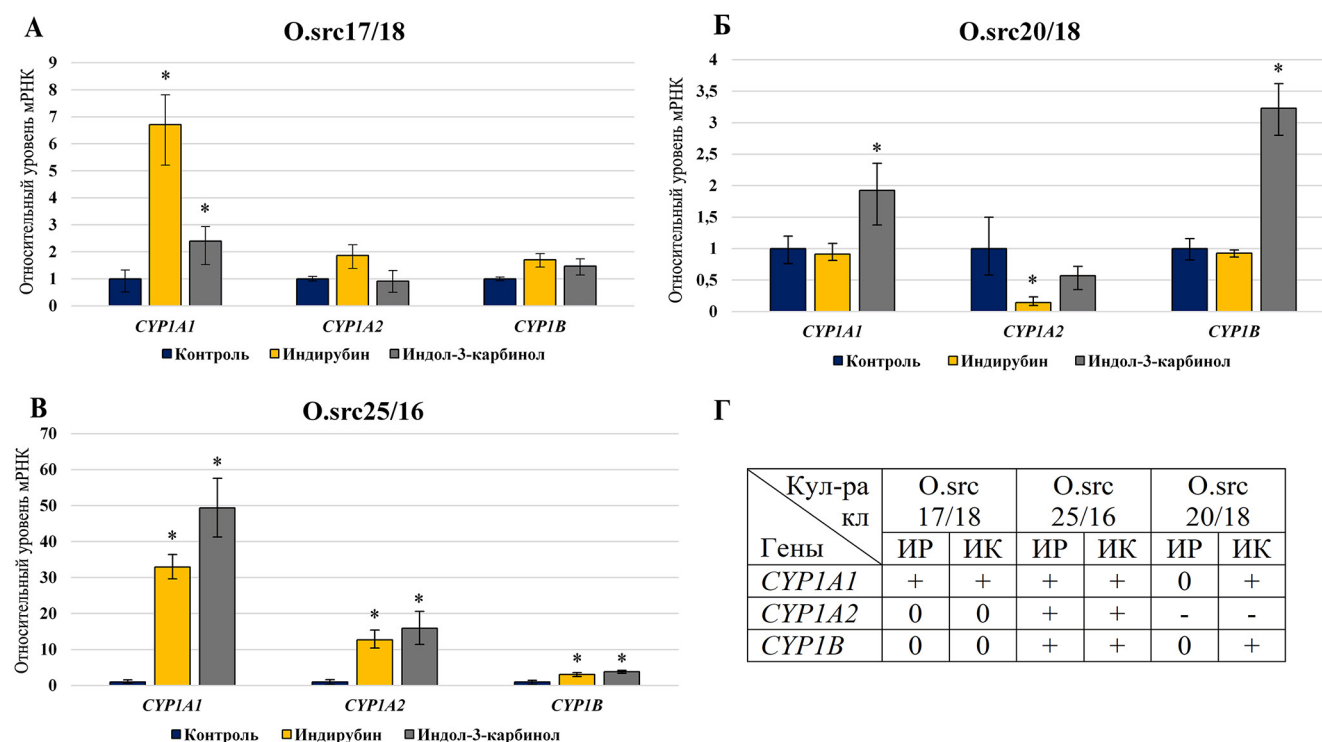 А
O.src17/18
Относительный уровень мРНК
9
8
7
6
5
4
3
2
1
0
*
*
CYP1A1 CYP1A2 CYP1B
Контроль Индирубин Индол-3-карбинол
Б
O.src20/18
Относительный уровень мРНК
4
3,5
3
2,5
2
1,5
1
0,5
0
*
*
*
CYP1A1 CYP1A2 CYP1B
Контроль Индирубин Индол-3-карбинол
В
O.src25/16
Относительный уровень мРНК
70
60
50
40
30
20
10
0
*
*
*
*
*
*
CYP1A1 CYP1A2 CYP1B
Контроль Индирубин Индол-3-карбинол
Г
Кул-ра O.src O.src O.src
кл 17/18 25/16 20/18
Гены ИР ИК ИР ИК ИР ИК
CYP1A1 + + + + 0 +
CYP1A2 0 0 + + - -
CYP1B 0 0 + + 0 +